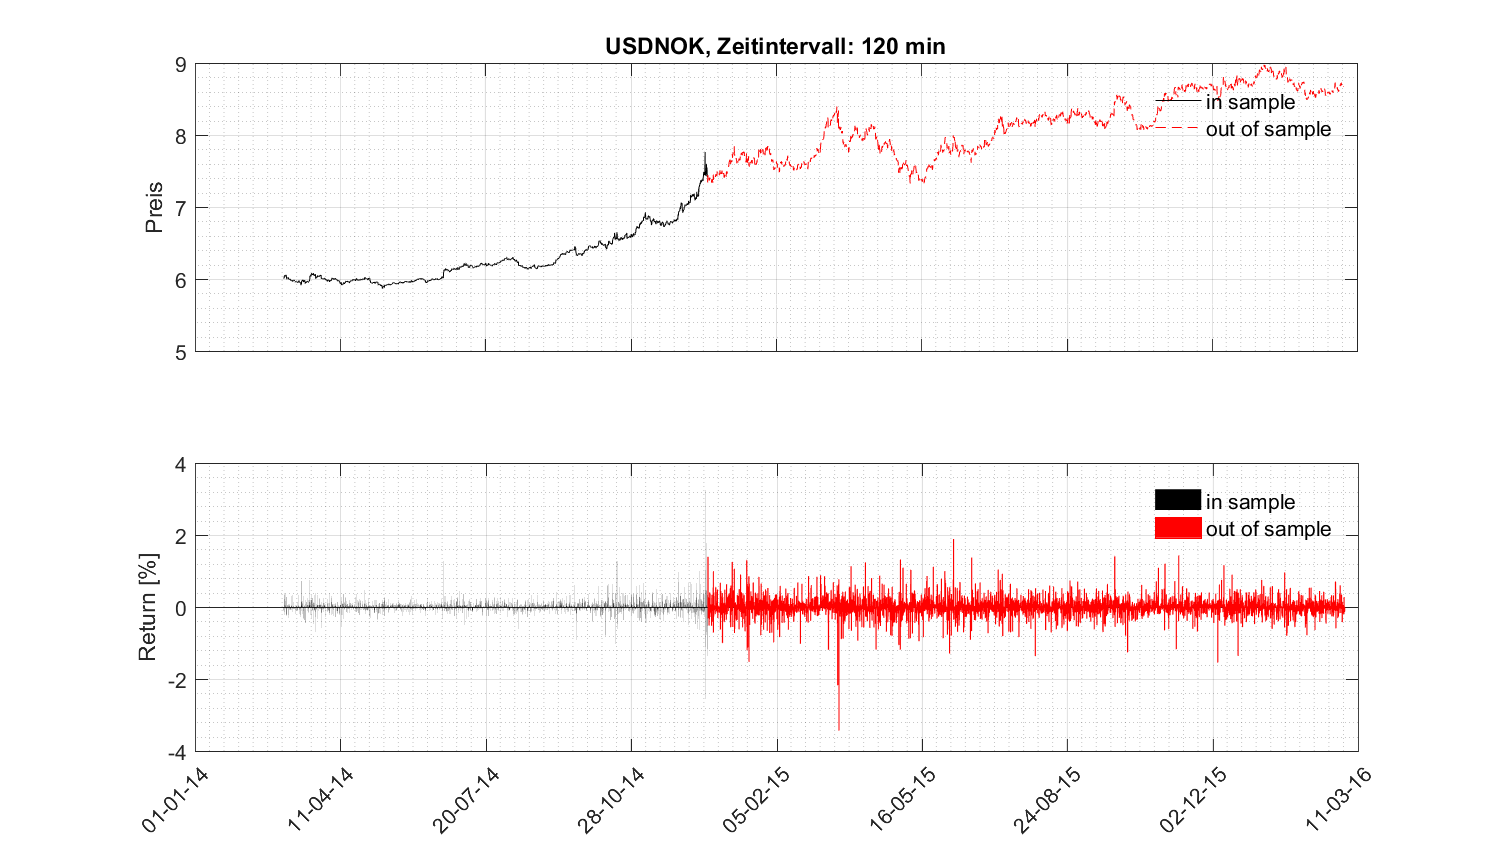 USDNOK, Zeitintervall: 120 min
9
8
7
6
5
Preis
in sample
out of sample
4
2
0
-2
-4
Return [%]
in sample
out of sample
01-01-14
11-04-14
20-07-14
28-10-14
05-02-15
16-05-15
24-08-15
02-12-15
11-03-16